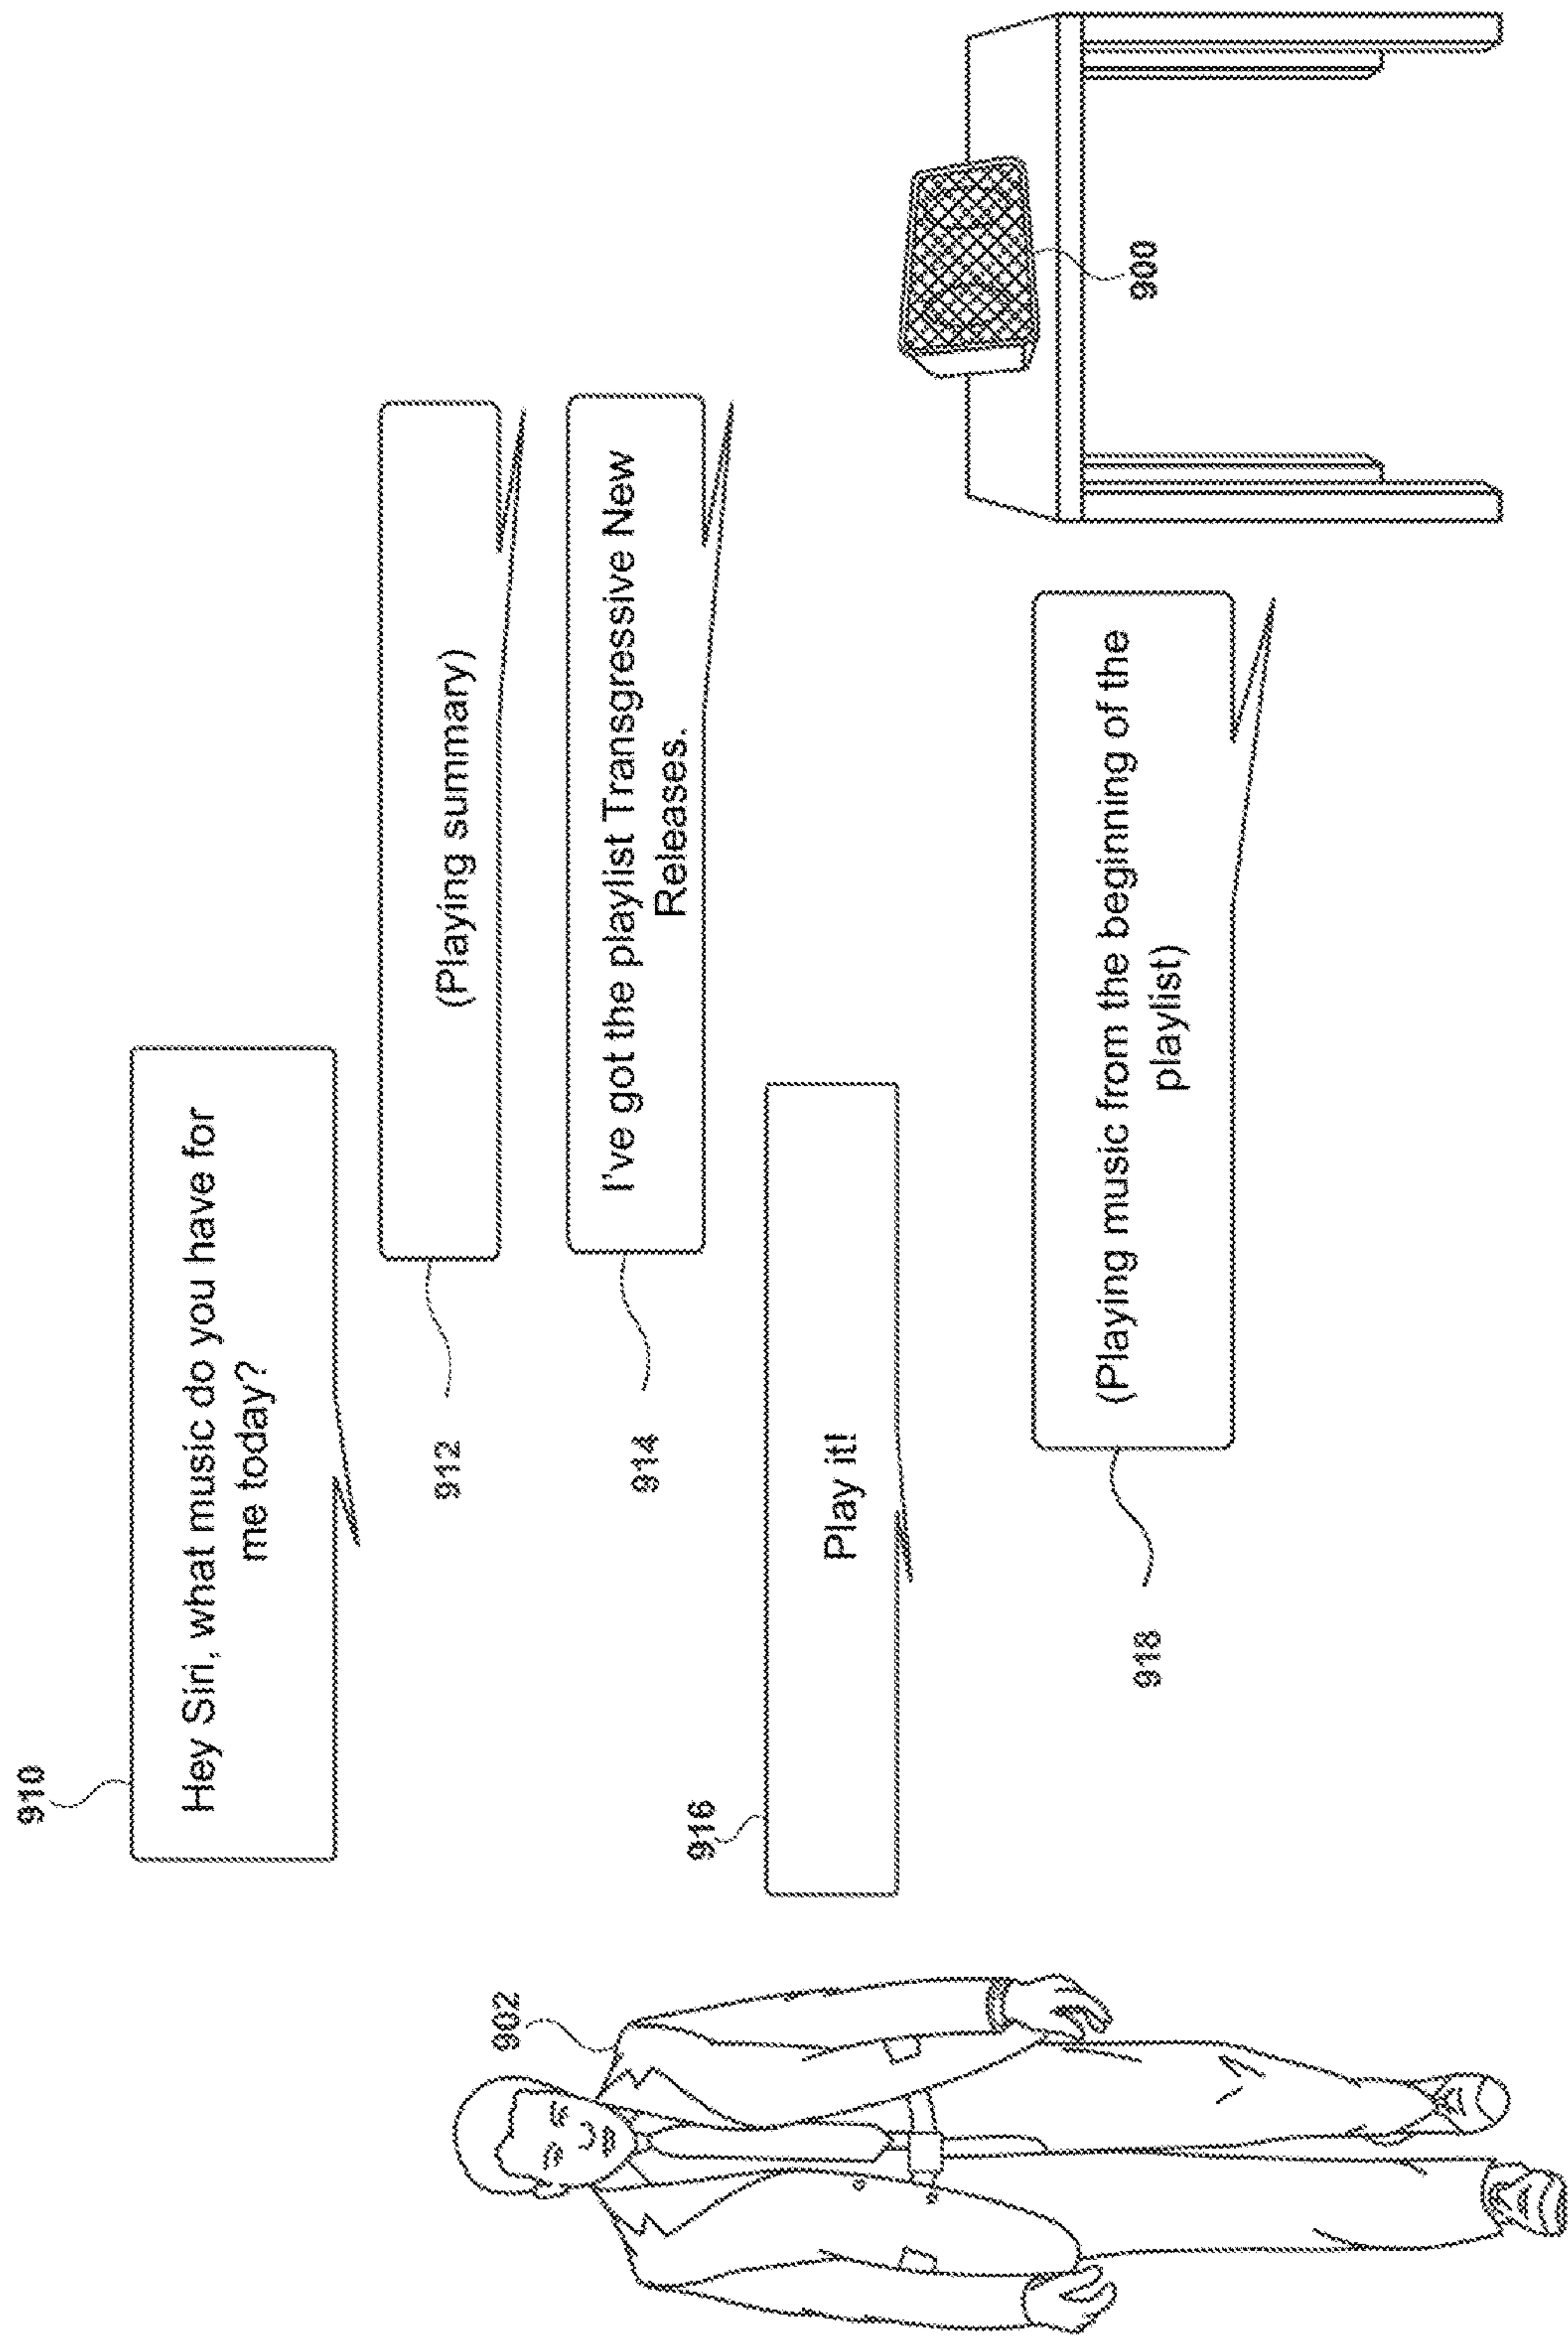 910
Hey Siri, what music do you have for
me today?
(Playing summary)
912
I've got the playlist Transgressive New
Releases.
914
916
Play it!
902
(Playing music from the beginning of the
playlist)
918
900